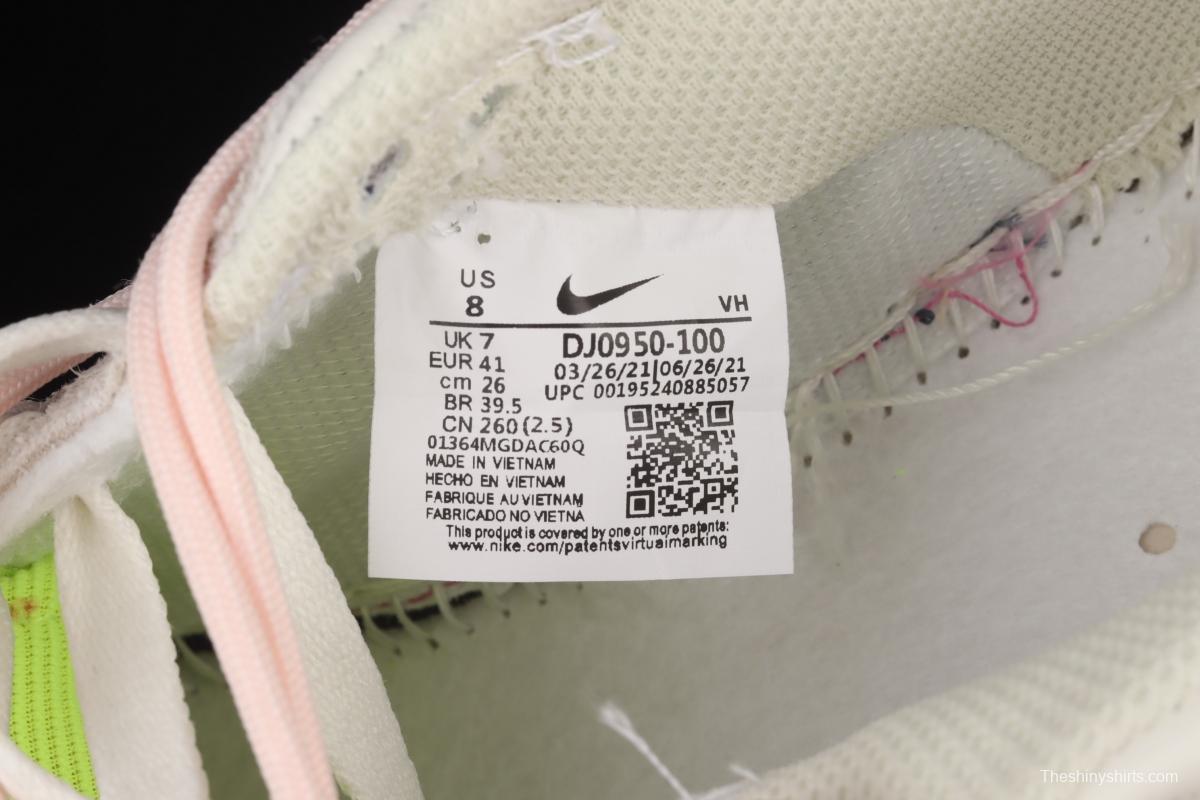 US
8
VH
UK 7
EUR 41
cm 26
BR 39.5
CN 260 (2.5)
DJ0950-100
03/26/21|06/26/21
UPC 00195240885057
01364MGDAC60Q
MADE IN VIETNAM
HECHO EN VIETNAM
FABRIQUE AU VIETNAM
FABRICADO NO VIETNA
This product is covered by one or more patents:
www.nike.com/patentsvirtuaimarking
Theshinyshirts.com